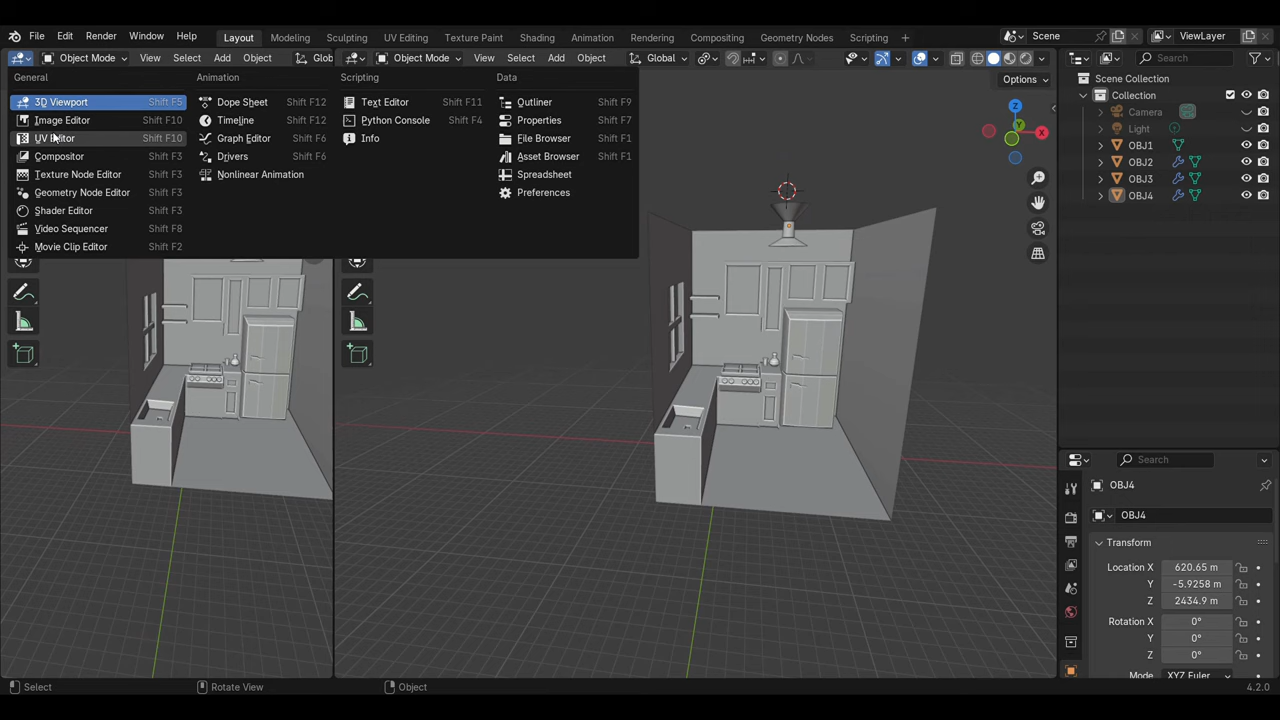 File Edit Render Window Help Layout Modeling Sculpting UV Editing Texture Paint Shading Animation Rendering Compositing Geometry Nodes Scripting Scene ViewLayer
Object Mode View Select Add Object Glob Object Mode View Select Add Object Global Search
General Animation Scripting Data
3D Viewport Shift F5 Dope Sheet Shift F12 Text Editor Shift F11 Outliner Shift F9
Image Editor Shift F10 Timeline Shift F12 Python Console Shift F4 Properties Shift F7
UV Editor Shift F10 Graph Editor Shift F6 Info File Browser Shift F1
Compositor Shift F3 Drivers Shift F6 Asset Browser Shift F1
Texture Node Editor Shift F3 Nonlinear Animation Spreadsheet
Geometry Node Editor Shift F3 Preferences
Shader Editor Shift F3
Video Sequencer Shift F8
Movie Clip Editor Shift F2
Options
X
Y
Z
Scene Collection
Collection
Camera
Light
OBJ1
OBJ2
OBJ3
OBJ4
Search
OBJ4
OBJ4
Transform
Location X 620.65 m
Y -5.9258 m
Z 2434.9 m
Rotation X 0°
Y 0°
Z 0°
Mode XYZ Euler
Select Rotate View Object 4.2.0